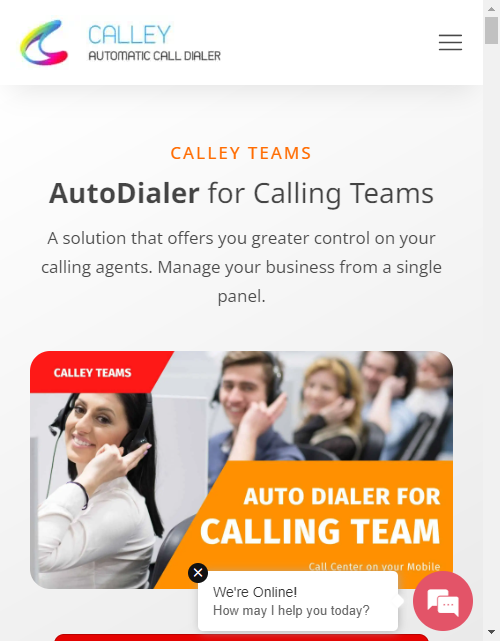 CALLEY
AUTOMATIC CALL DIALER
CALLEY TEAMS
AutoDialer for Calling Teams
A solution that offers you greater control on your
calling agents. Manage your business from a single
panel.
CALLEY TEAMS
AUTO DIALER FOR
CALLING TEAM
Call Center on your Mobile
We're Online!
How may I help you today?